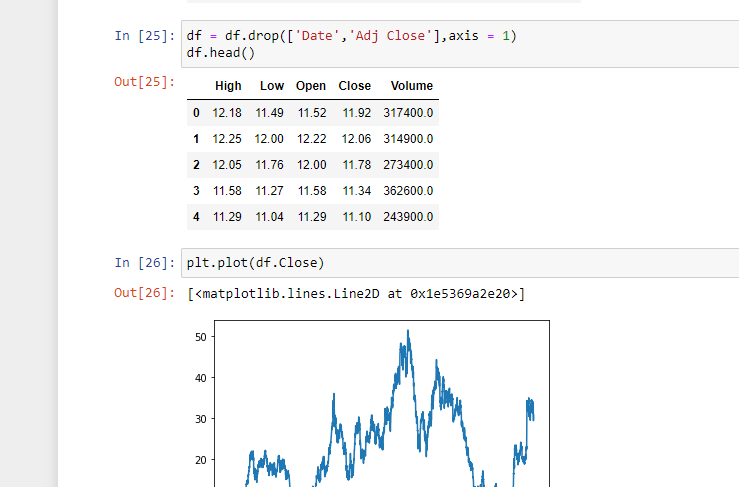 In [25]: df = df.drop(['Date','Adj Close'],axis = 1)
df.head()
Out[25]:
High Low Open Close Volume
0 12.18 11.49 11.52 11.92 317400.0
1 12.25 12.00 12.22 12.06 314900.0
2 12.05 11.76 12.00 11.78 273400.0
3 11.58 11.27 11.58 11.34 362600.0
4 11.29 11.04 11.29 11.10 243900.0
In [26]: plt.plot(df.Close)
Out[26]: [<matplotlib.lines.Line2D at 0x1e5369a2e20>]
50
40
30
20